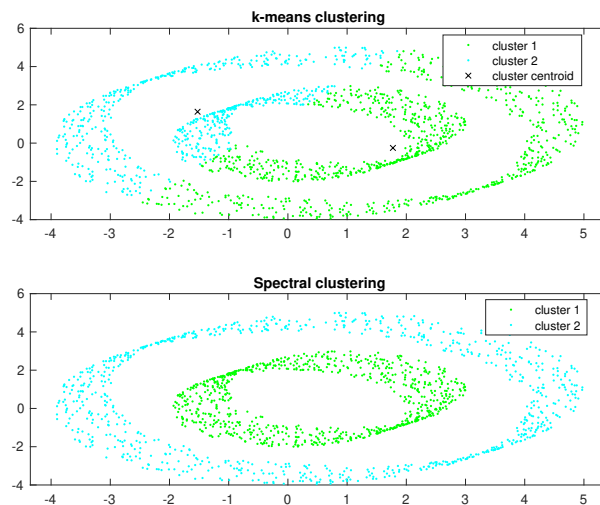 k-means clustering
6
4
2
0
-2
-4
cluster 1
cluster 2
cluster centroid
-4 -3 -2 -1 0 1 2 3 4 5
Spectral clustering
6
4
2
0
-2
-4
cluster 1
cluster 2
-4 -3 -2 -1 0 1 2 3 4 5